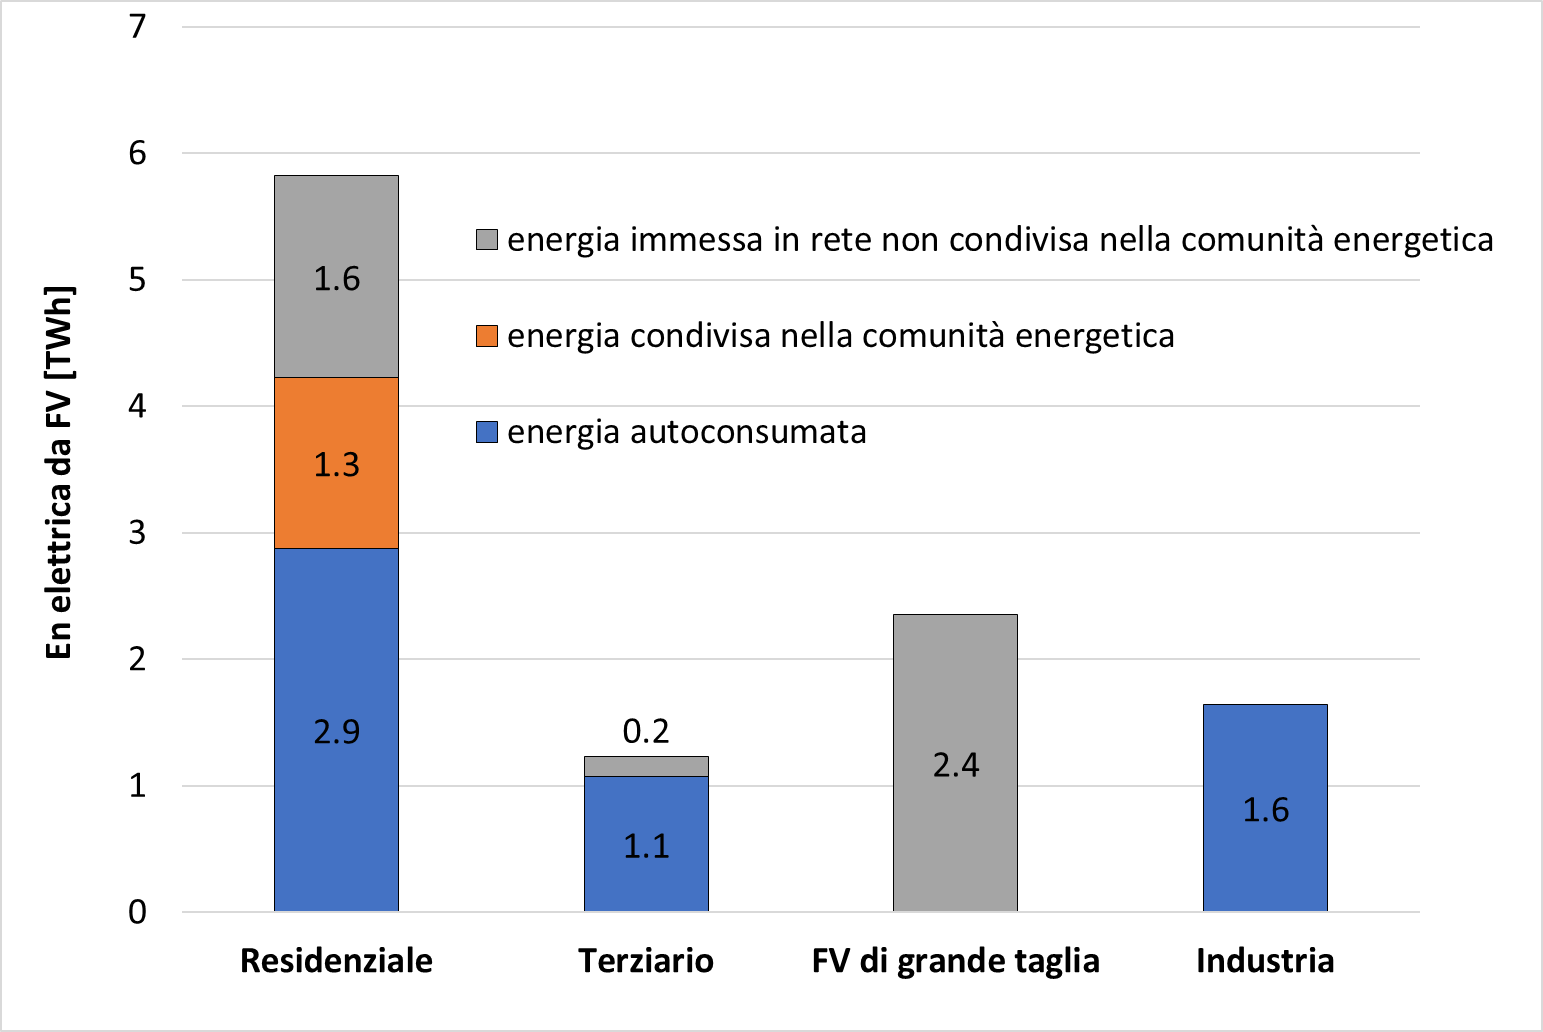 En elettrica da FV [TWh]
7
6
5
4
3
2
1
0
energia immessa in rete non condivisa nella comunità energetica
energia condivisa nella comunità energetica
energia autoconsumata
1.6
1.3
2.9
0.2
1.1
2.4
1.6
Residenziale
Terziario
FV di grande taglia
Industria